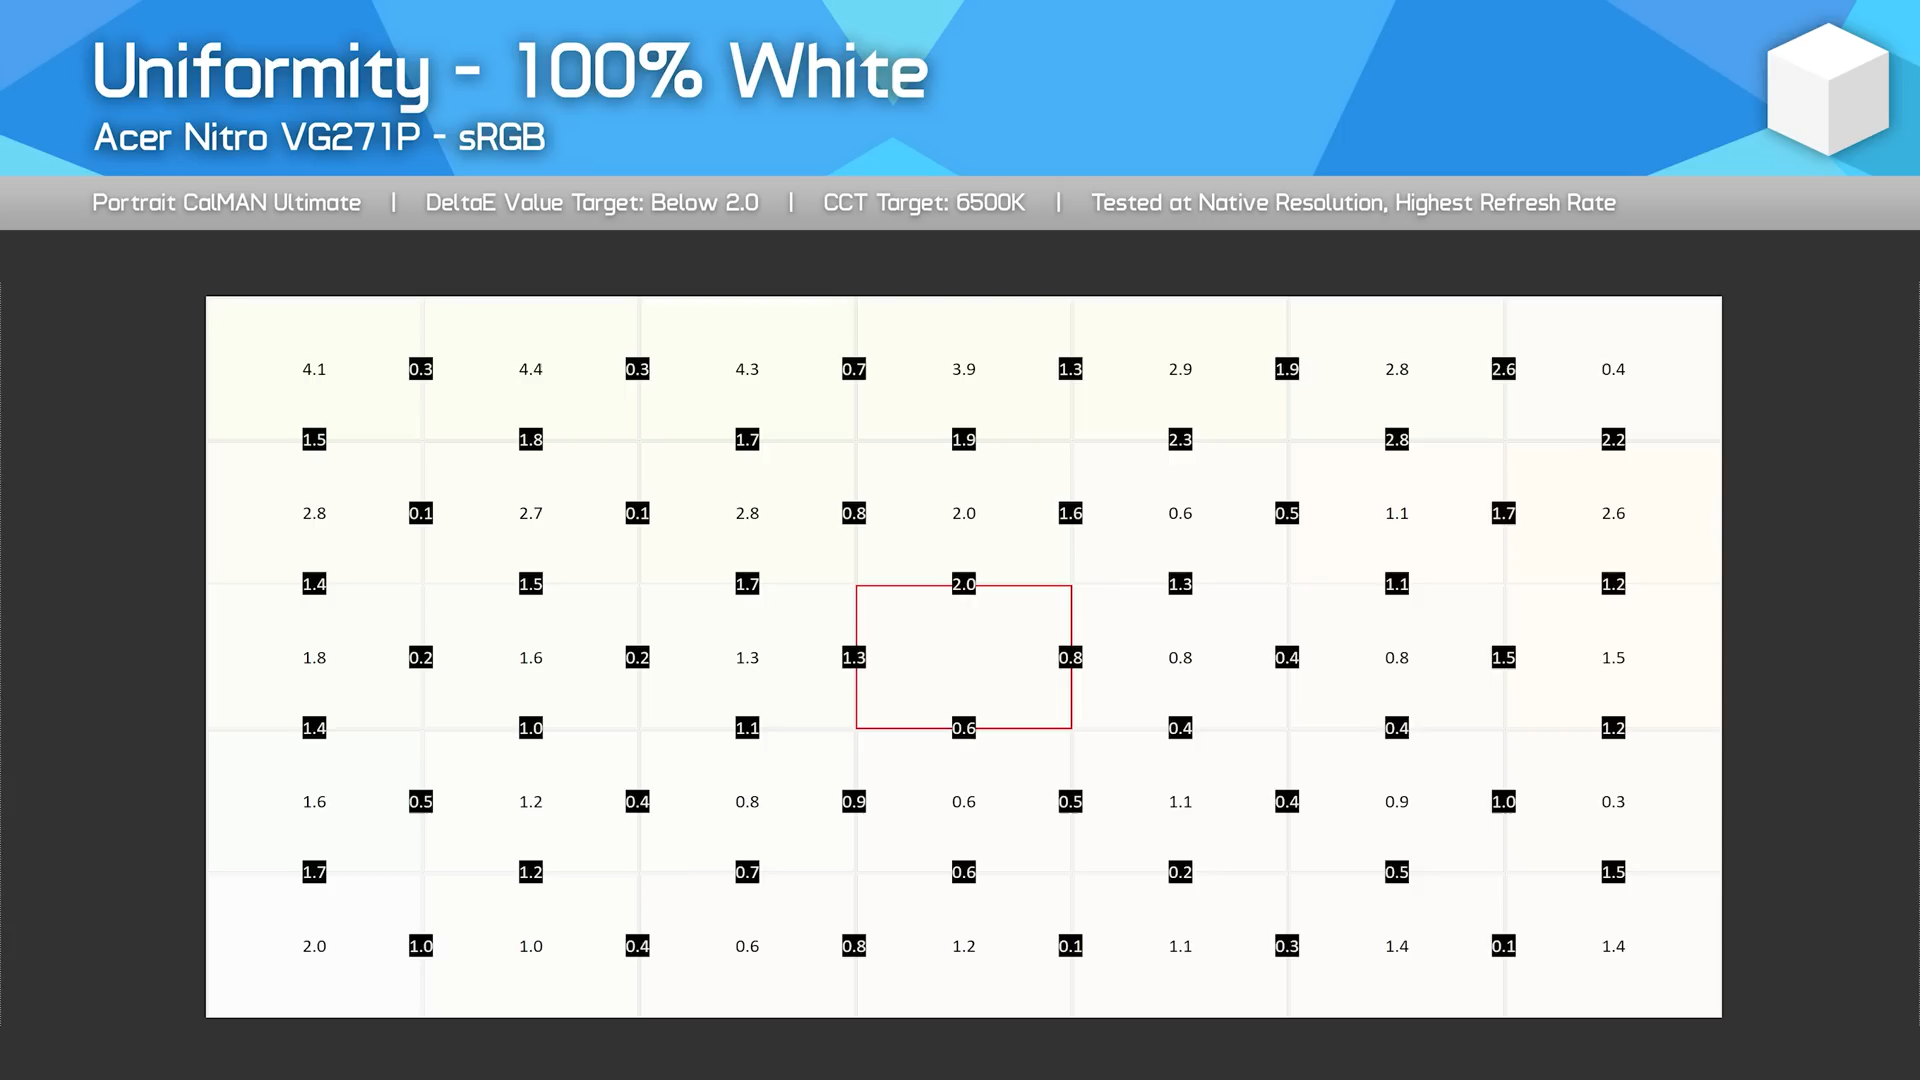 Uniformity - 100% White
Acer Nitro VG271P - sRGB
Portrait CalMAN Ultimate | DeltaE Value Target: Below 2.0 | CCT Target: 6500K | Tested at Native Resolution, Highest Refresh Rate
4.1 0.3 4.4 0.3 4.3 0.7 3.9 1.3 2.9 1.9 2.8 2.6 0.4
1.5 1.8 1.7 1.9 2.3 2.8 2.2
2.8 0.1 2.7 0.1 2.8 0.8 2.0 1.6 0.6 0.5 1.1 1.7 2.6
1.4 1.5 1.7 2.0 1.3 1.1 1.2
1.8 0.2 1.6 0.2 1.3 1.3 0.8 0.8 0.4 0.8 1.5 1.5
1.4 1.0 1.1 0.6 0.4 0.4 1.2
1.6 0.5 1.2 0.4 0.8 0.9 0.6 0.5 1.1 0.4 0.9 1.0 0.3
1.7 1.2 0.7 0.6 0.2 0.5 1.5
2.0 1.0 1.0 0.4 0.6 0.8 1.2 0.1 1.1 0.3 1.4 0.1 1.4